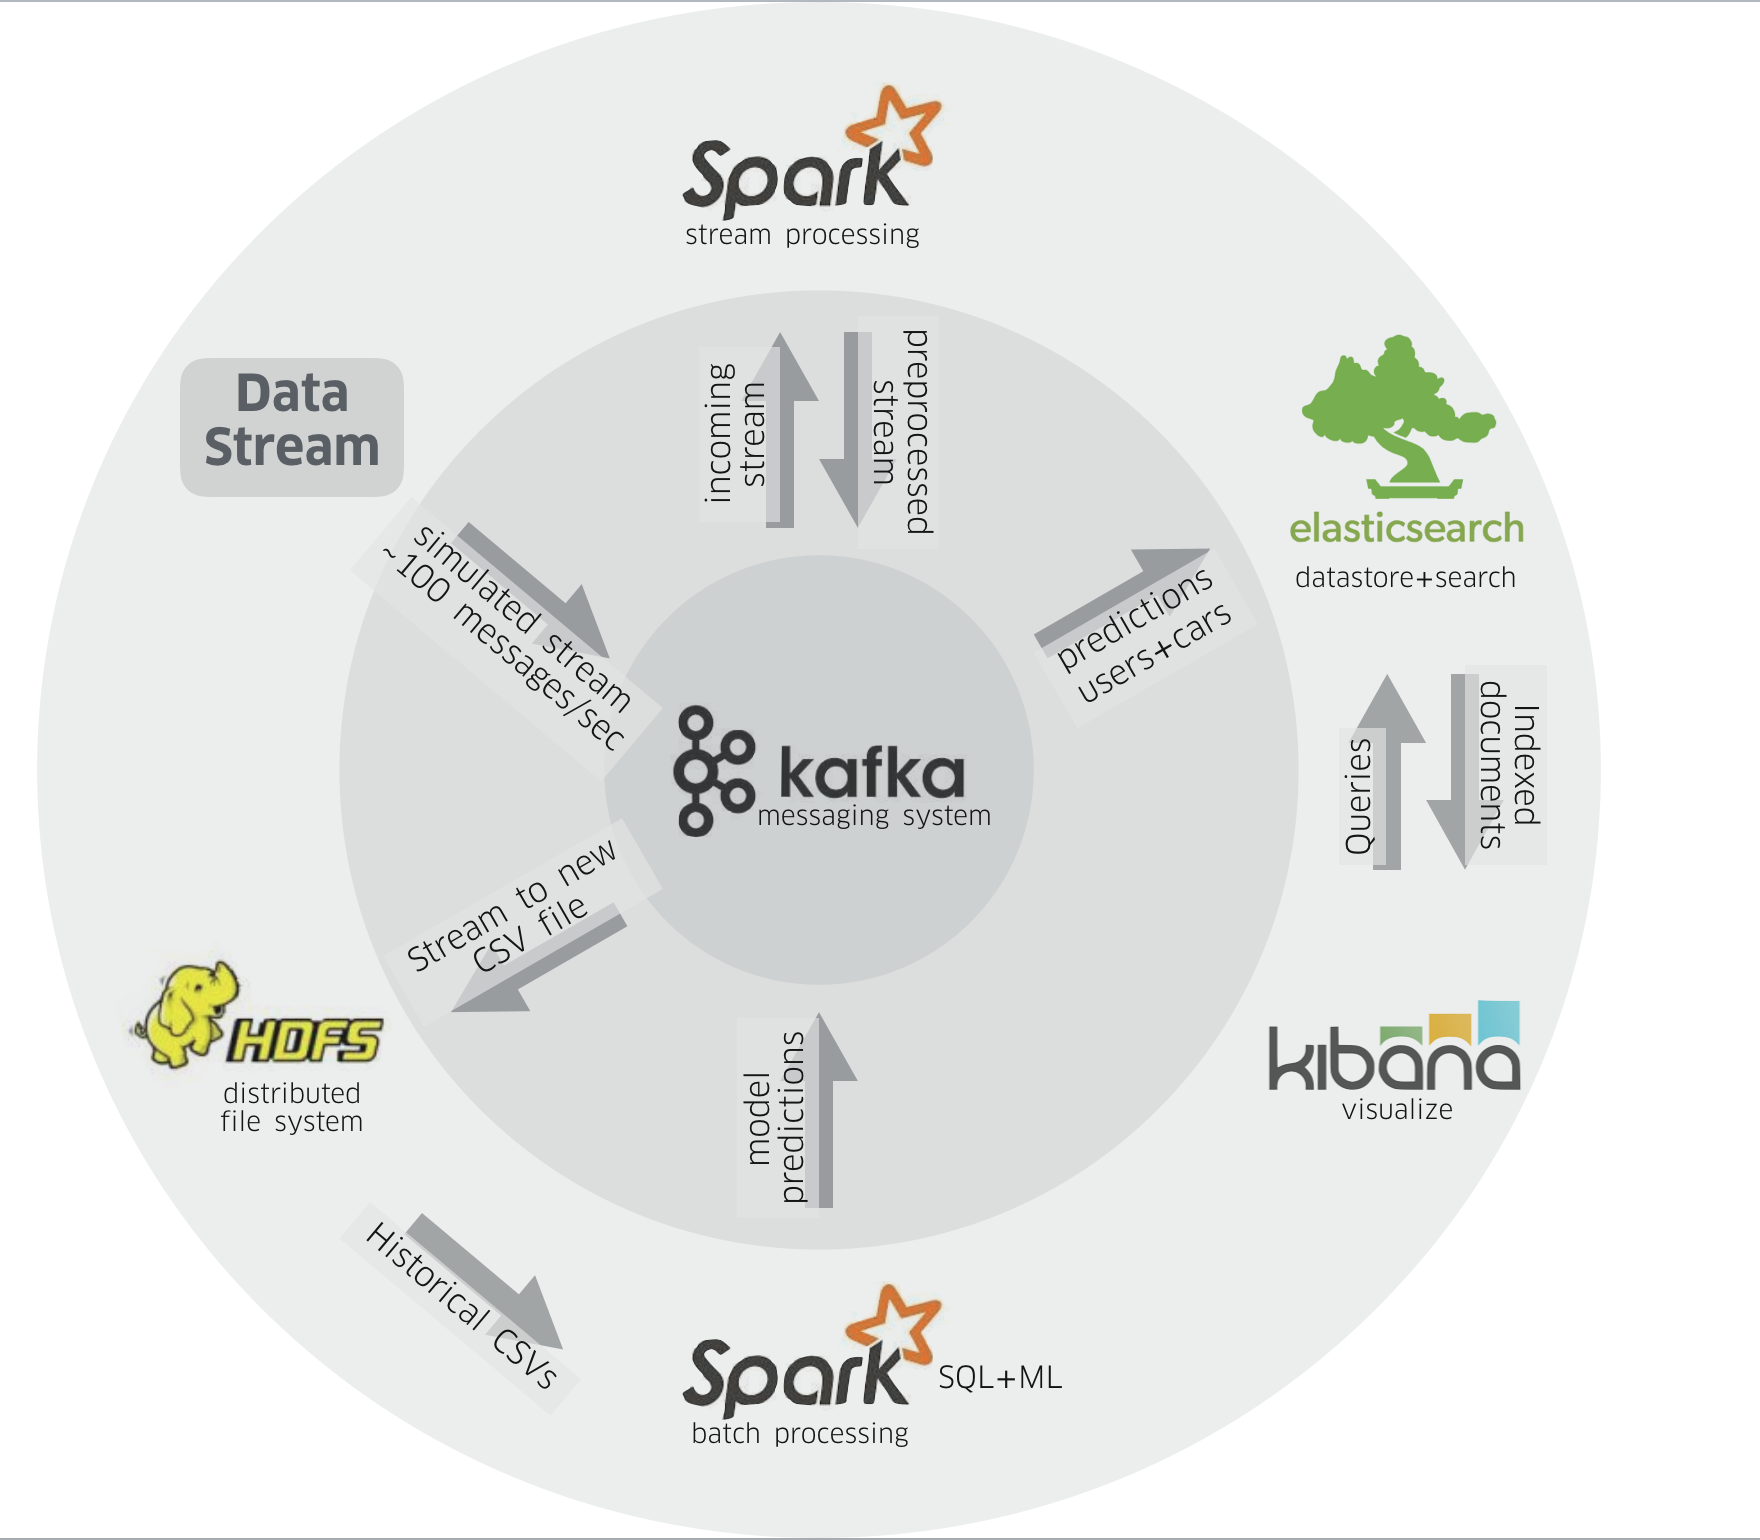 Spark
stream processing
Data
Stream
incoming
stream
preprocessed
stream
simulated stream
~100 messages/sec
predictions
users+cars
elasticsearch
datastore+search
kafka
messaging system
Queries
Indexed
documents
Stream to new
CSV file
HDFS
distributed
file system
model
predictions
kibana
visualize
Historical CSVs
Spark
SQL+ML
batch processing